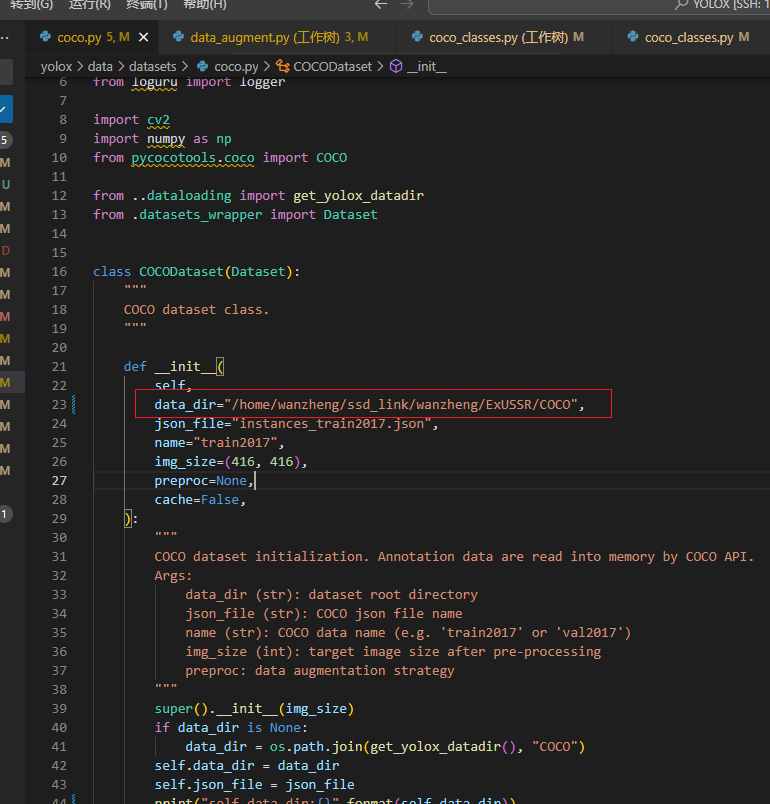 转到(G) 运行(R) 终端(T) 帮助(H) YOLOX [SSH: 1
coco.py 5, M data_augment.py (工作树) 3, M coco_classes.py (工作树) M coco_classes.py M
yolox > data > datasets > coco.py > COCODataset > __init__
6 from loguru import logger
7
8 import cv2
9 import numpy as np
10 from pycocotools.coco import COCO
11
12 from ..dataloading import get_yolox_datadir
13 from .datasets_wrapper import Dataset
14
15
16 class COCODataset(Dataset):
17 """
18 COCO dataset class.
19 """
20
21 def __init__(
22 self,
23 data_dir="/home/wanzheng/ssd_link/wanzheng/ExUSSR/COCO",
24 json_file="instances_train2017.json",
25 name="train2017",
26 img_size=(416, 416),
27 preproc=None,
28 cache=False,
29 ):
30 """
31 COCO dataset initialization. Annotation data are read into memory by COCO API.
32 Args:
33 data_dir (str): dataset root directory
34 json_file (str): COCO json file name
35 name (str): COCO data name (e.g. 'train2017' or 'val2017')
36 img_size (int): target image size after pre-processing
37 preproc: data augmentation strategy
38 """
39 super().__init__(img_size)
40 if data_dir is None:
41 data_dir = os.path.join(get_yolox_datadir(), "COCO")
42 self.data_dir = data_dir
43 self.json_file = json_file
44 print("self.data_dir:{}".format(self.data_dir))
5
M
U
M
M
D
M
M
M
M
M
M
M
M
M
M
1